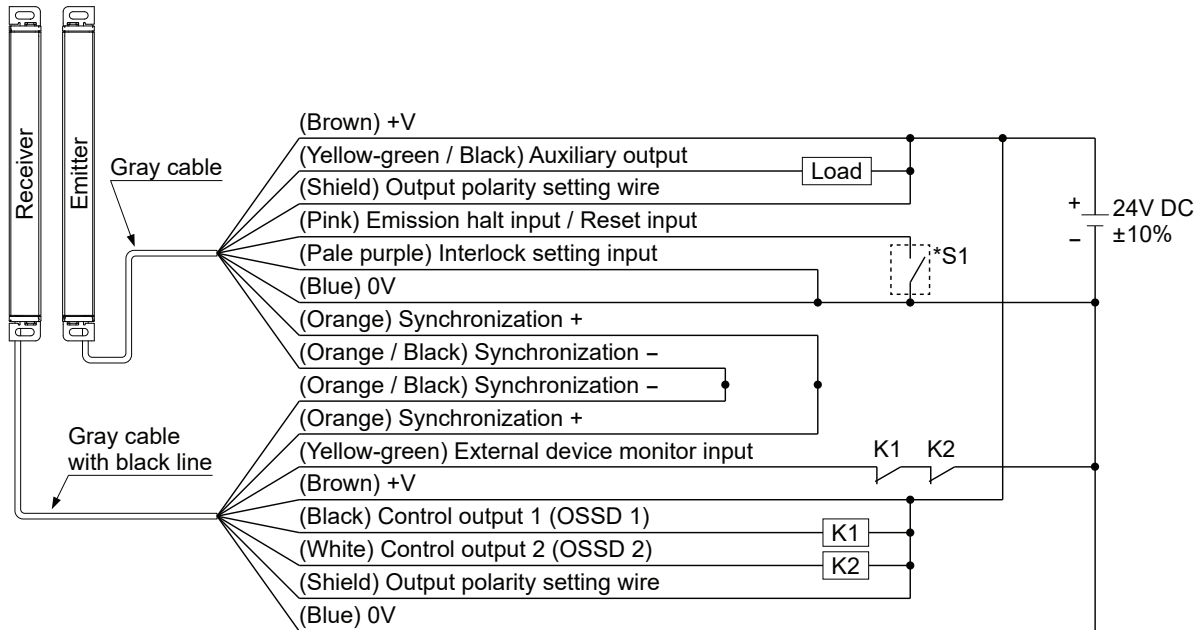 Receiver
Emitter
Gray cable
(Brown) +V
(Yellow-green / Black) Auxiliary output
Load
(Shield) Output polarity setting wire
(Pink) Emission halt input / Reset input
(Pale purple) Interlock setting input
*S1
(Blue) 0V
+
−
24V DC
±10%
(Orange) Synchronization +
(Orange / Black) Synchronization −
(Orange / Black) Synchronization −
(Orange) Synchronization +
Gray cable
with black line
(Yellow-green) External device monitor input
K1 K2
(Brown) +V
(Black) Control output 1 (OSSD 1)
K1
(White) Control output 2 (OSSD 2)
K2
(Shield) Output polarity setting wire
(Blue) 0V